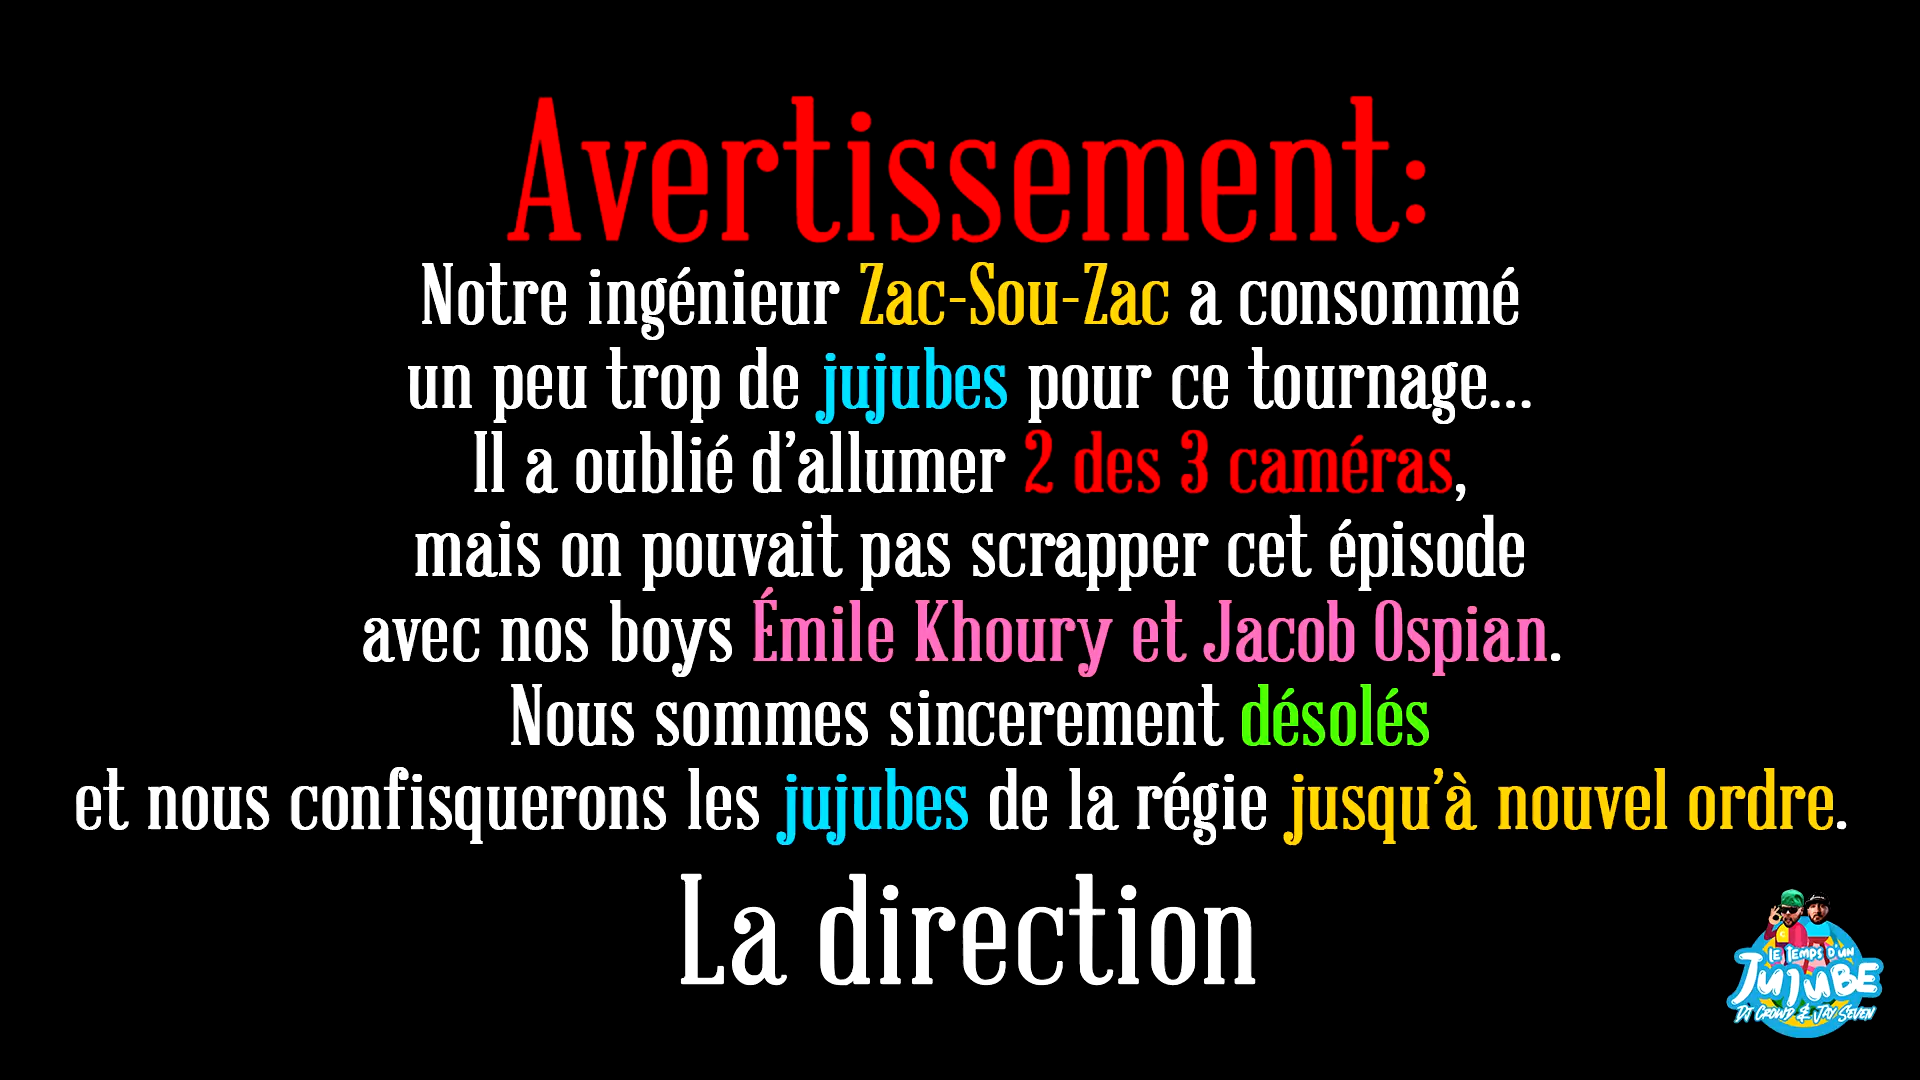 Avertissement:
Notre ingénieur Zac-Sou-Zac a consommé
un peu trop de jujubes pour ce tournage...
Il a oublié d’allumer 2 des 3 caméras,
mais on pouvait pas scrapper cet épisode
avec nos boys Émile Khoury et Jacob Ospian.
Nous sommes sincerement désolés
et nous confisquerons les jujubes de la régie jusqu’à nouvel ordre.
La direction
LE TEMPS D'UN
JUJUBE
DJ CROWD & JAY SEVEN